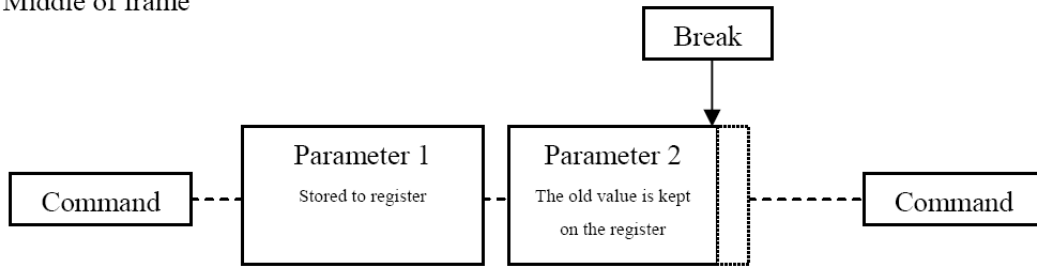 Middle of frame
Break
Parameter 1
Stored to register
Parameter 2
The old value is kept
on the register
Command
Command